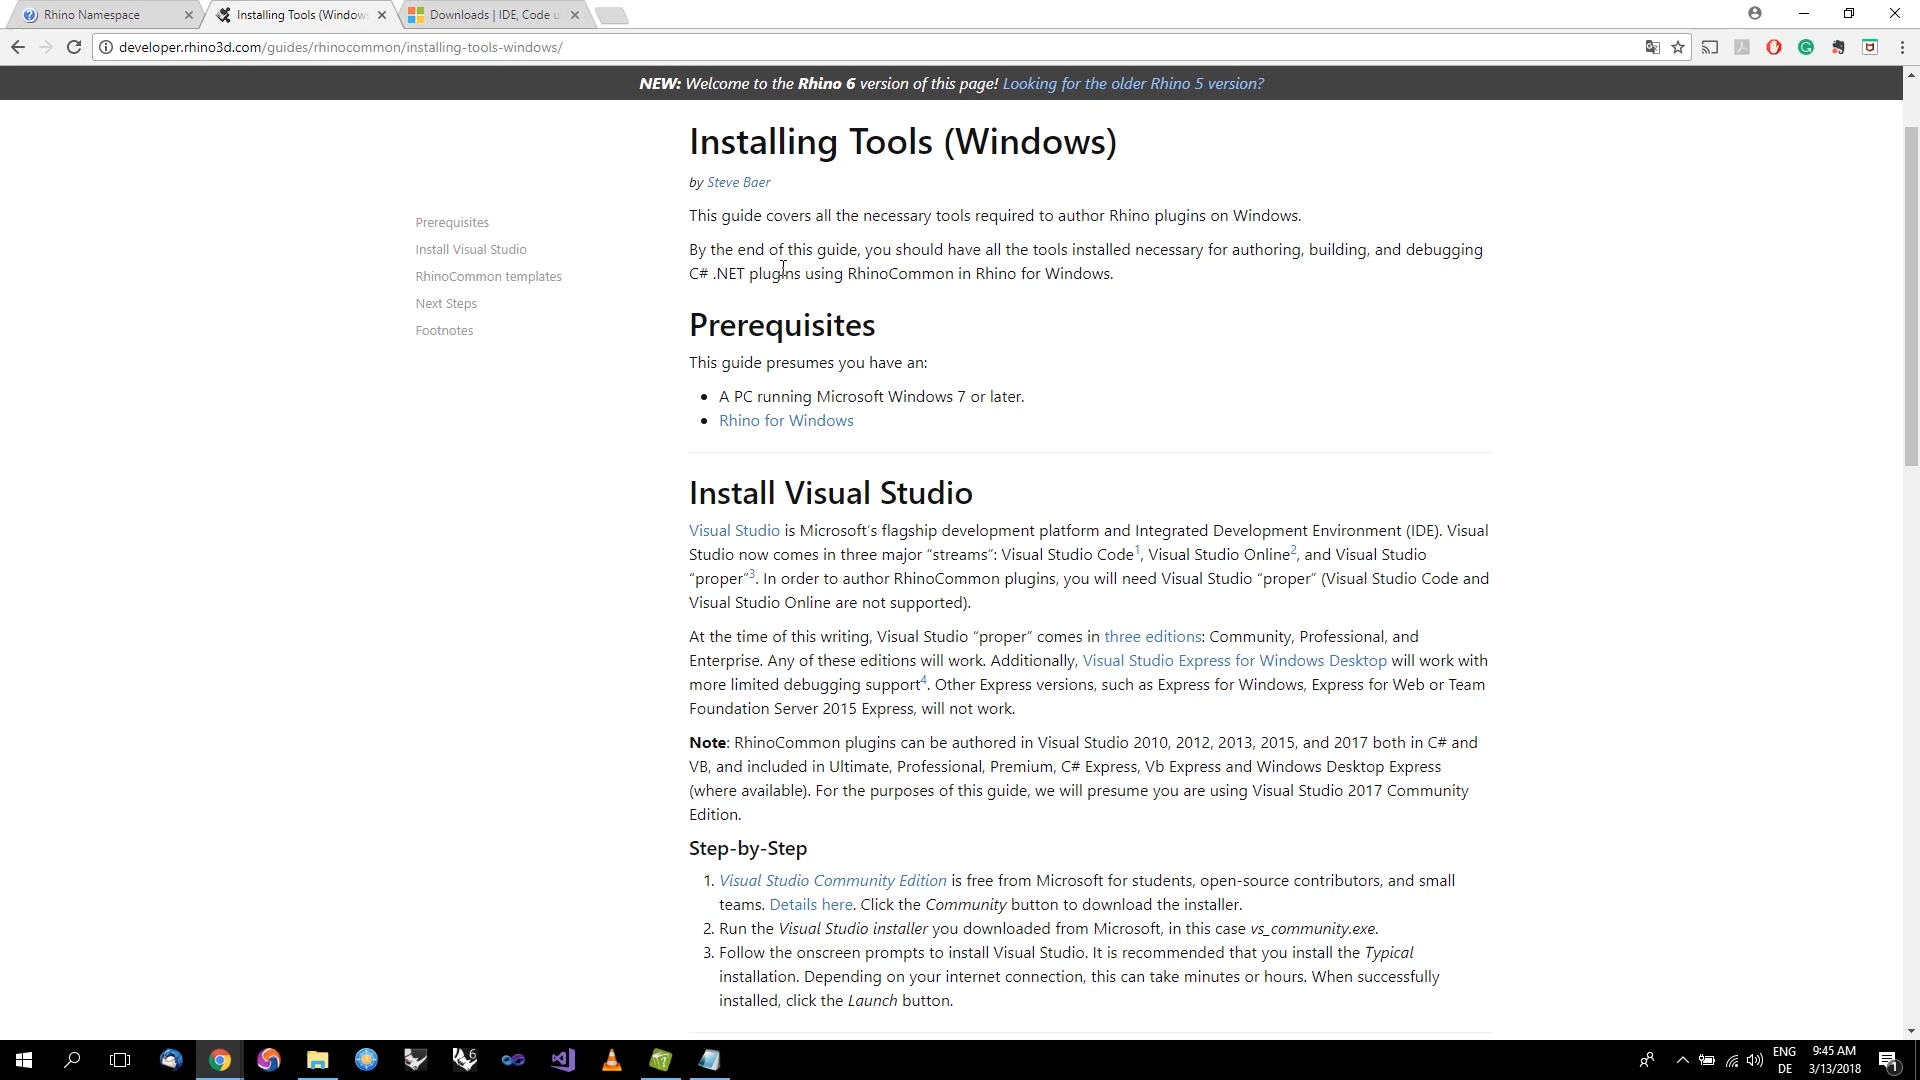 Rhino Namespace
Installing Tools (Window
Downloads | IDE, Code
developer.rhino3d.com/guides/rhinocommon/installing-tools-windows/
NEW: Welcome to the Rhino 6 version of this page! Looking for the older Rhino 5 version?
Installing Tools (Windows)
by Steve Baer
This guide covers all the necessary tools required to author Rhino plugins on Windows.
By the end of this guide, you should have all the tools installed necessary for authoring, building, and debugging
C# .NET plugins using RhinoCommon in Rhino for Windows.
Prerequisites
Install Visual Studio
RhinoCommon templates
Next Steps
Footnotes
Prerequisites
This guide presumes you have an:
• A PC running Microsoft Windows 7 or later.
• Rhino for Windows
Install Visual Studio
Visual Studio is Microsoft's flagship development platform and Integrated Development Environment (IDE). Visual
Studio now comes in three major "streams": Visual Studio Code1, Visual Studio Online2, and Visual Studio
"proper"3. In order to author RhinoCommon plugins, you will need Visual Studio "proper" (Visual Studio Code and
Visual Studio Online are not supported).
At the time of this writing, Visual Studio "proper" comes in three editions: Community, Professional, and
Enterprise. Any of these editions will work. Additionally, Visual Studio Express for Windows Desktop will work with
more limited debugging support4. Other Express versions, such as Express for Windows, Express for Web or Team
Foundation Server 2015 Express, will not work.
Note: RhinoCommon plugins can be authored in Visual Studio 2010, 2012, 2013, 2015, and 2017 both in C# and
VB, and included in Ultimate, Professional, Premium, C# Express, Vb Express and Windows Desktop Express
(where available). For the purposes of this guide, we will presume you are using Visual Studio 2017 Community
Edition.
Step-by-Step
1. Visual Studio Community Edition is free from Microsoft for students, open-source contributors, and small
teams. Details here. Click the Community button to download the installer.
2. Run the Visual Studio installer you downloaded from Microsoft, in this case vs_community.exe.
3. Follow the onscreen prompts to install Visual Studio. It is recommended that you install the Typical
installation. Depending on your internet connection, this can take minutes or hours. When successfully
installed, click the Launch button.
ENG
DE
9:45 AM
3/13/2018
1